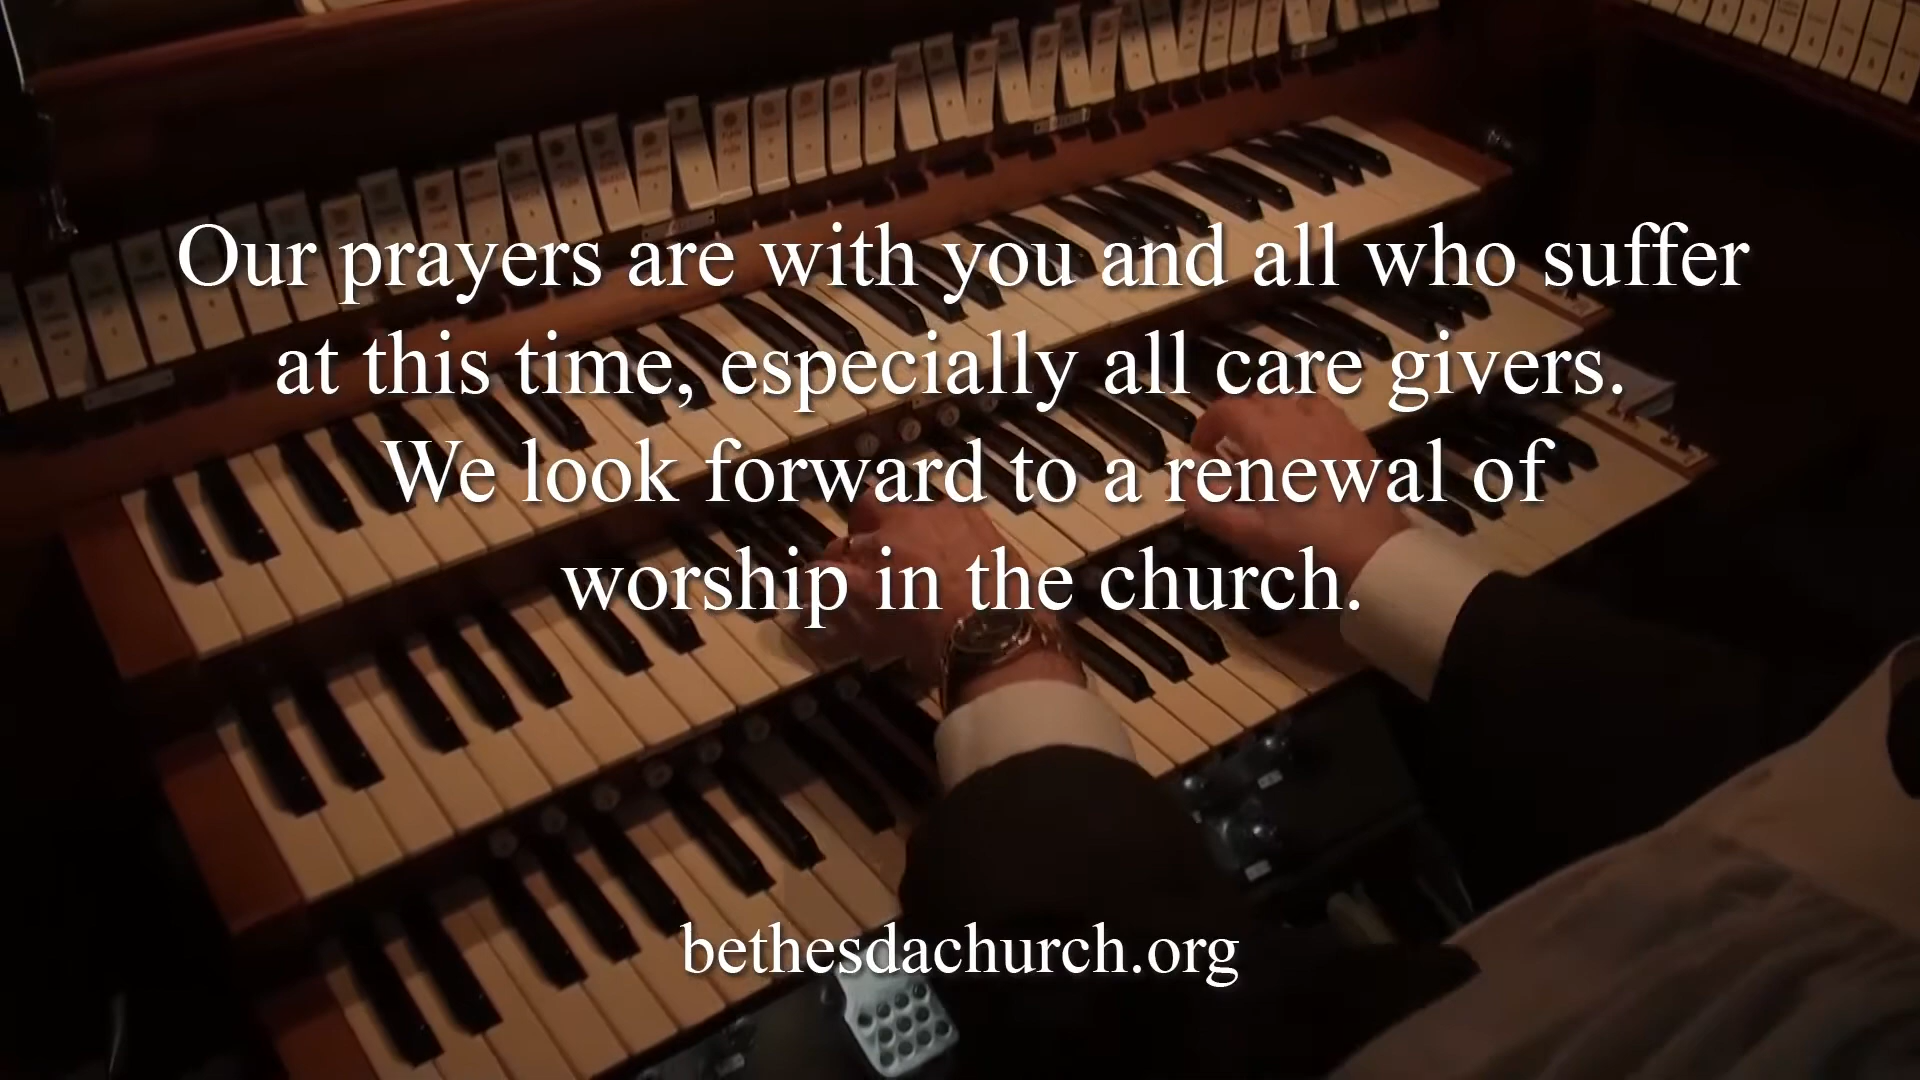 Our prayers are with you and all who suffer
at this time, especially all care givers.
We look forward to a renewal of
worship in the church.
bethesdachurch.org